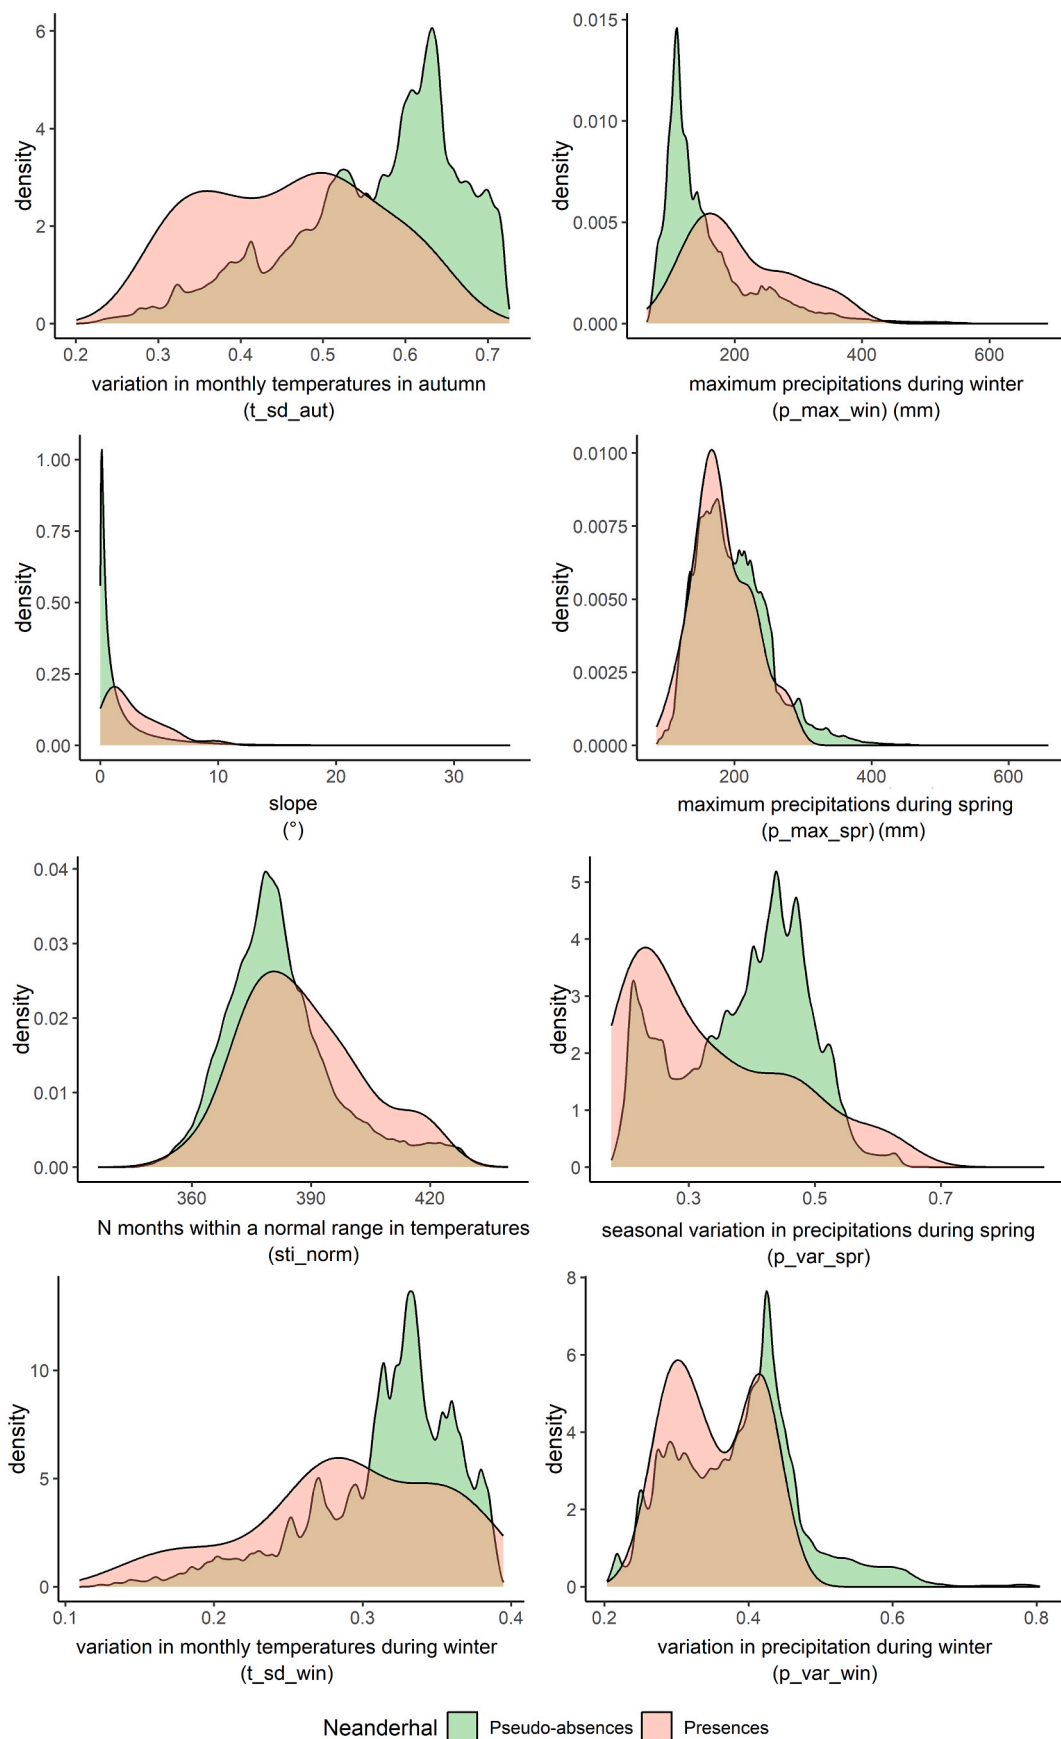 6
4
2
0
density
0.2 0.3 0.4 0.5 0.6 0.7
variation in monthly temperatures in autumn
(t_sd_aut)
0.015
0.010
0.005
0.000
density
200 400 600
maximum precipitations during winter
(p_max_win) (mm)
1.00
0.75
0.50
0.25
0.00
density
0 10 20 30
slope
(°)
0.0100
0.0075
0.0050
0.0025
0.0000
density
200 400 600
maximum precipitations during spring
(p_max_spr) (mm)
0.04
0.03
0.02
0.01
0.00
density
360 390 420
N months within a normal range in temperatures
(sti_norm)
5
4
3
2
1
0
density
0.3 0.5 0.7
seasonal variation in precipitations during spring
(p_var_spr)
10
5
0
density
0.1 0.2 0.3 0.4
variation in monthly temperatures during winter
(t_sd_win)
8
6
4
2
0
density
0.2 0.4 0.6 0.8
variation in precipitation during winter
(p_var_win)
Neanderhal Pseudo-absences Presences